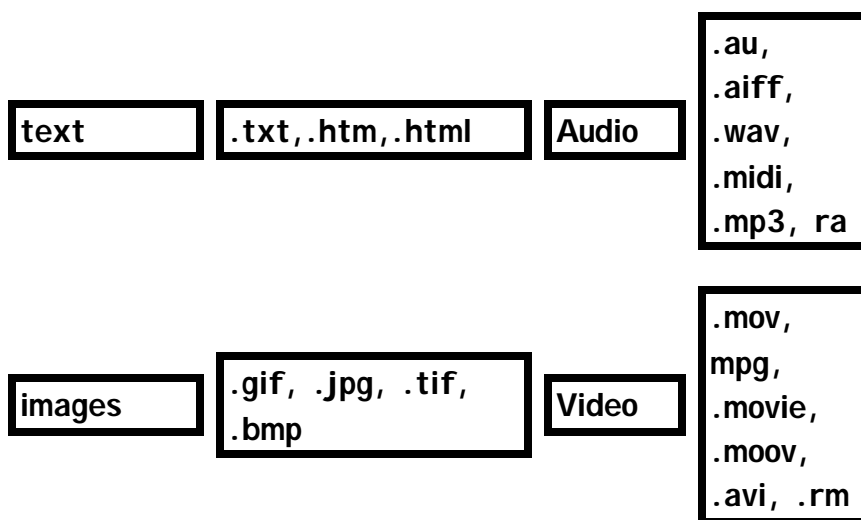 text
.txt,.htm,.html
Audio
.au,
.aiff,
.wav,
.midi,
.mp3, ra
images
.gif, .jpg, .tif,
.bmp
Video
.mov,
mpg,
.movie,
.moov,
.avi, .rm